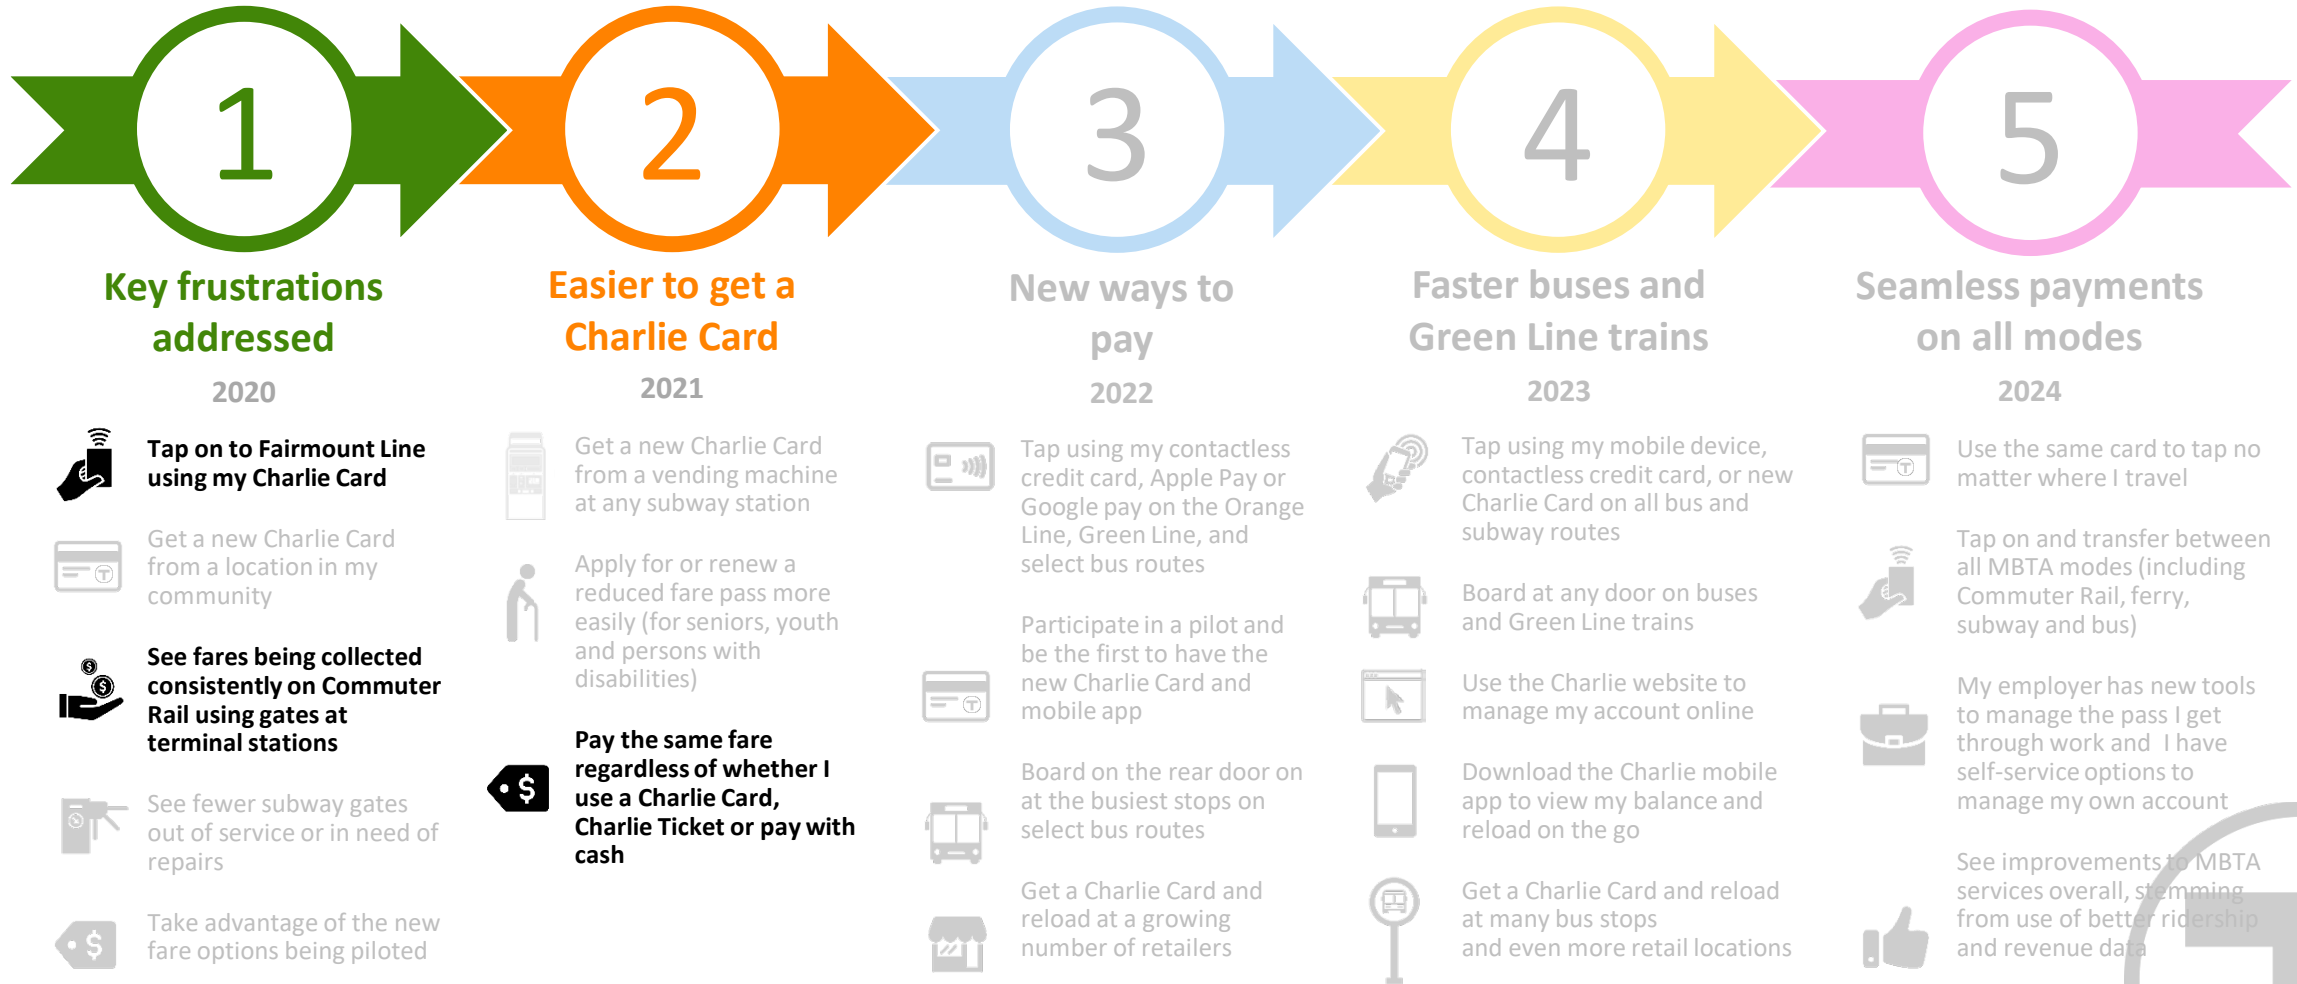 1
Key frustrations
addressed
2020
Tap on to Fairmount Line
using my Charlie Card
Get a new Charlie Card
from a location in my
community
See fares being collected
consistently on Commuter
Rail using gates at
terminal stations
See fewer subway gates
out of service or in need of
repairs
Take advantage of the new
fare options being piloted
2
Easier to get a
Charlie Card
2021
Get a new Charlie Card
from a vending machine
at any subway station
Apply for or renew a
reduced fare pass more
easily (for seniors, youth
and persons with
disabilities)
Pay the same fare
regardless of whether I
use a Charlie Card,
Charlie Ticket or pay with
cash
3
New ways to
pay
2022
Tap using my contactless
credit card, Apple Pay or
Google pay on the Orange
Line, Green Line, and
select bus routes
Participate in a pilot and
be the first to have the
new Charlie Card and
mobile app
Board on the rear door on
at the busiest stops on
select bus routes
Get a Charlie Card and
reload at a growing
number of retailers
4
Faster buses and
Green Line trains
2023
Tap using my mobile device,
contactless credit card, or new
Charlie Card on all bus and
subway routes
Board at any door on buses
and Green Line trains
Use the Charlie website to
manage my account online
Download the Charlie mobile
app to view my balance and
reload on the go
Get a Charlie Card and reload
at many bus stops
and even more retail locations
5
Seamless payments
on all modes
2024
Use the same card to tap no
matter where I travel
Tap on and transfer between
all MBTA modes (including
Commuter Rail, ferry,
subway and bus)
My employer has new tools
to manage the pass I get
through work and I have
self-service options to
manage my own account
See improvements to MBTA
services overall, stemming
from use of better ridership
and revenue data